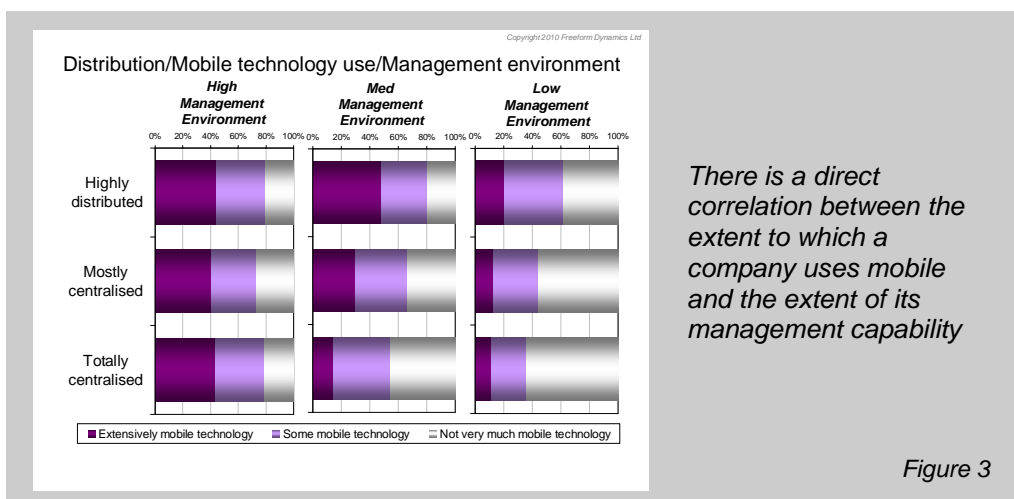 Copyright 2010 Freeform Dynamics Ltd
Distribution/Mobile technology use/Management environment
High
Management
Environment
Med
Management
Environment
Low
Management
Environment
0% 20% 40% 60% 80% 100%
0% 20% 40% 60% 80% 100%
0% 20% 40% 60% 80% 100%
Highly
distributed
Mostly
centralised
Totally
centralised
Extensively mobile technology Some mobile technology Not very much mobile technology
There is a direct
correlation between the
extent to which a
company uses mobile
and the extent of its
management capability
Figure 3